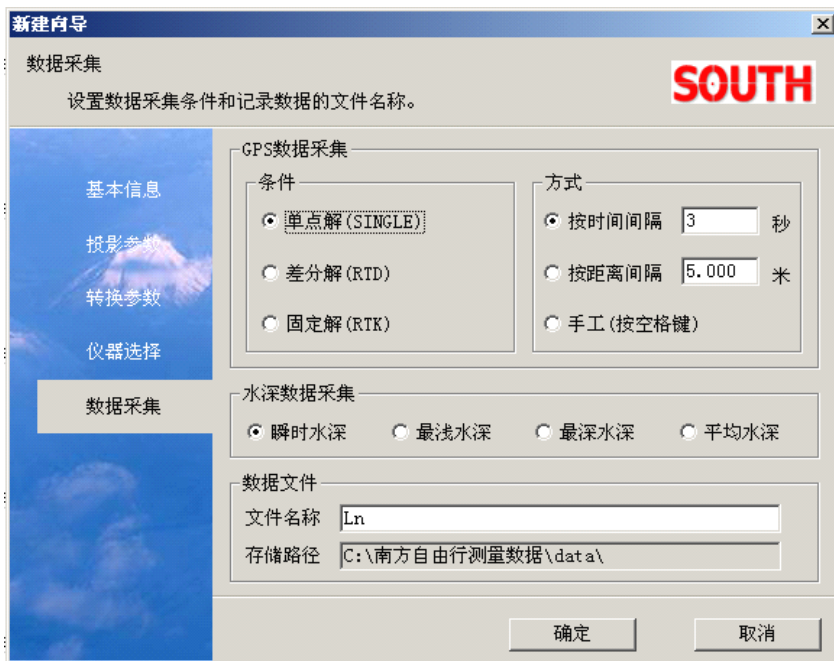 新建向导
数据采集
设置数据采集条件和记录数据的文件名称。
SOUTH
基本信息
投影参数
转换参数
仪器选择
数据采集
GPS数据采集
条件
单点解(SINGLE)
差分解(RTD)
固定解(RTK)
方式
按时间间隔 3 秒
按距离间隔 5.000 米
手工(按空格键)
水深数据采集
瞬时水深 最浅水深 最深水深 平均水深
数据文件
文件名称 Ln
存储路径 C:\南方自由行测量数据\data\
确定 取消